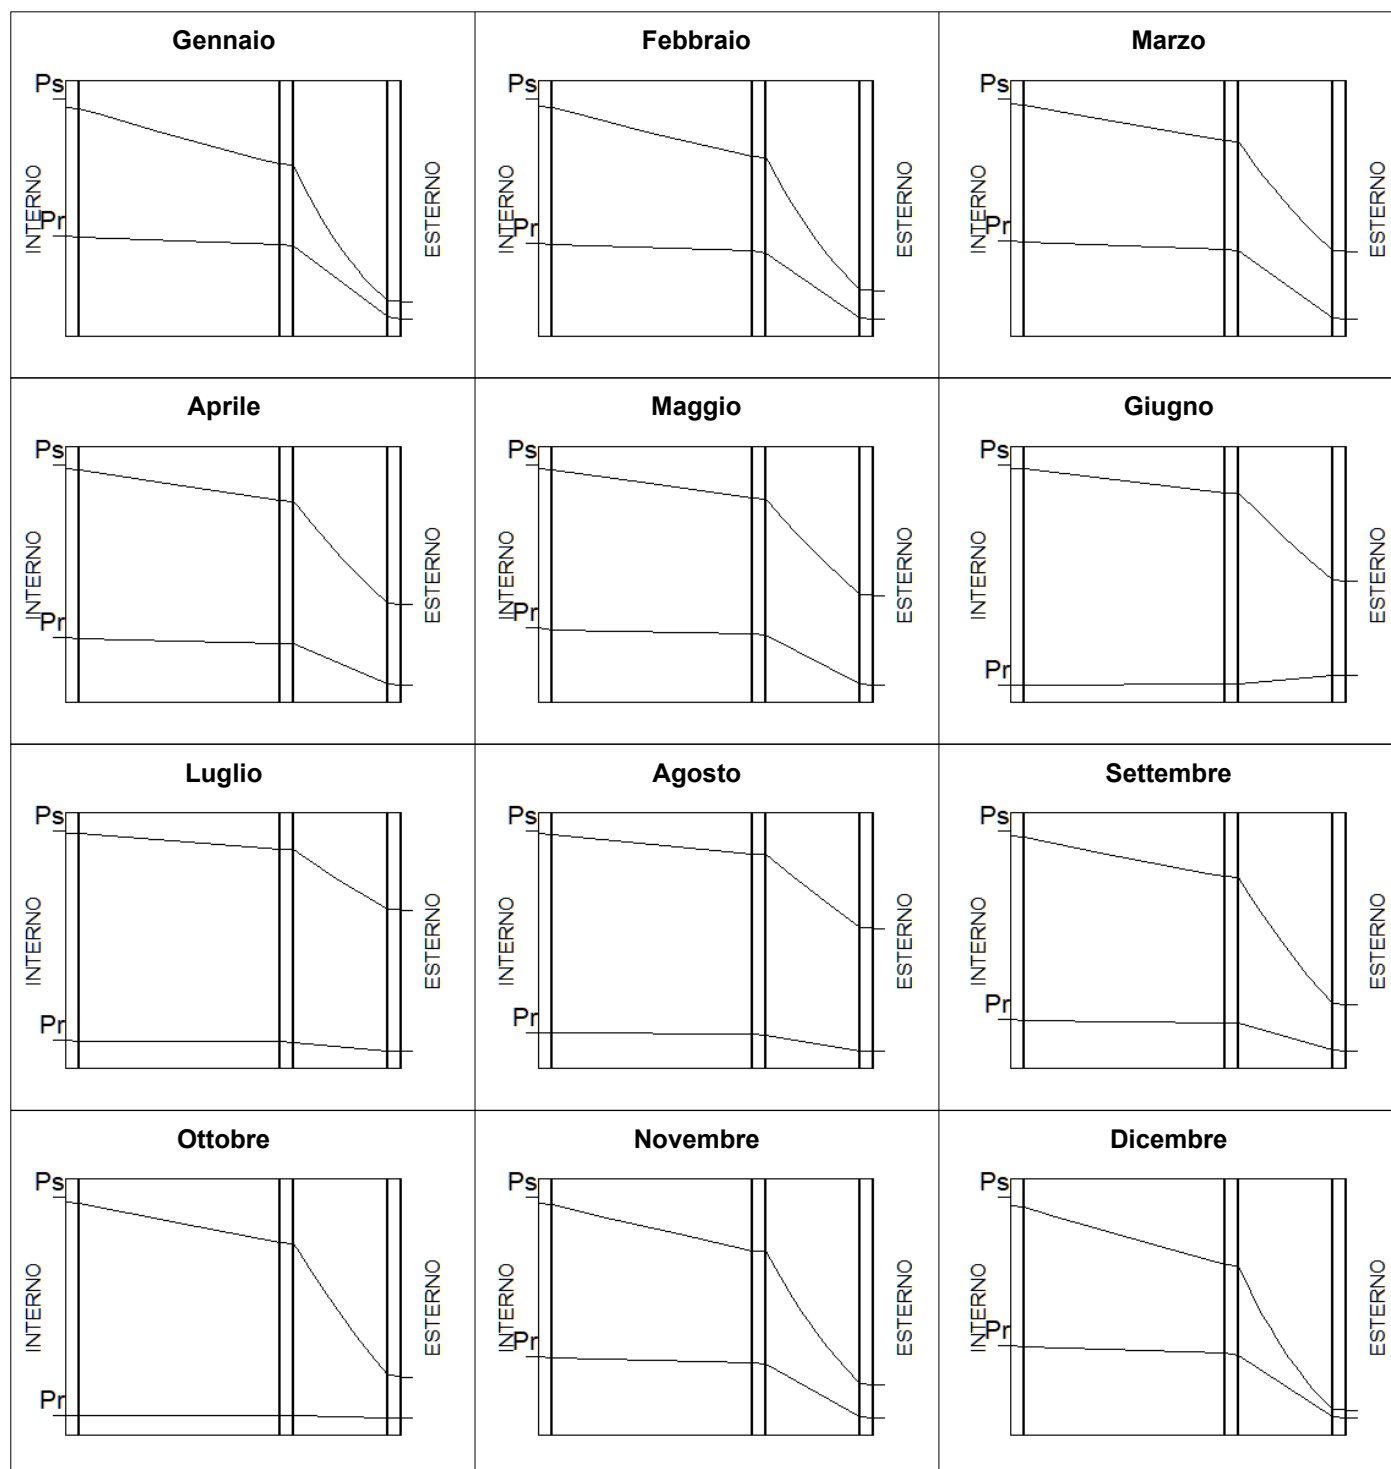 Gennaio
Febbraio
Marzo
Ps
Ps
Ps
INTERNO
Pr
ESTERNO
INTERNO
Pr
ESTERNO
INTERNO
Pr
ESTERNO
Aprile
Maggio
Giugno
Ps
Ps
Ps
INTERNO
Pr
ESTERNO
INTERNO
Pr
ESTERNO
INTERNO
Pr
ESTERNO
Luglio
Agosto
Settembre
Ps
Ps
Ps
INTERNO
Pr
ESTERNO
INTERNO
Pr
ESTERNO
INTERNO
Pr
ESTERNO
Ottobre
Novembre
Dicembre
Ps
Ps
Ps
INTERNO
Pr
ESTERNO
INTERNO
Pr
ESTERNO
INTERNO
Pr
ESTERNO